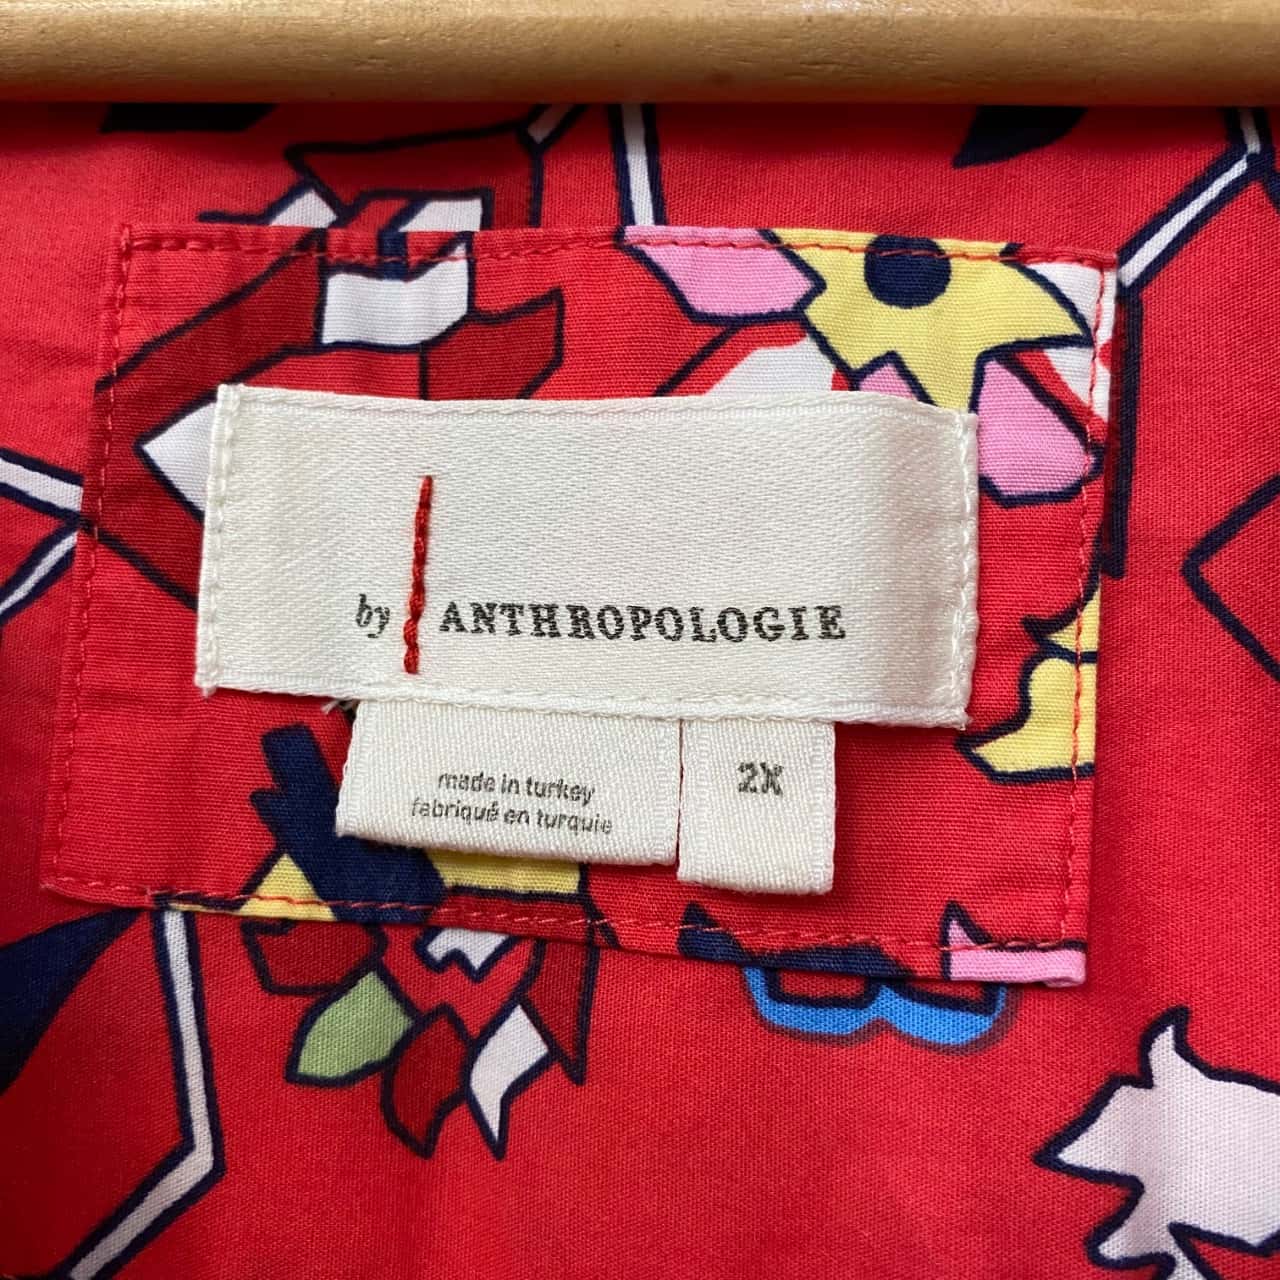 by ANTHROPOLOGIE
made in turkey
fabriqué en turquie
2X